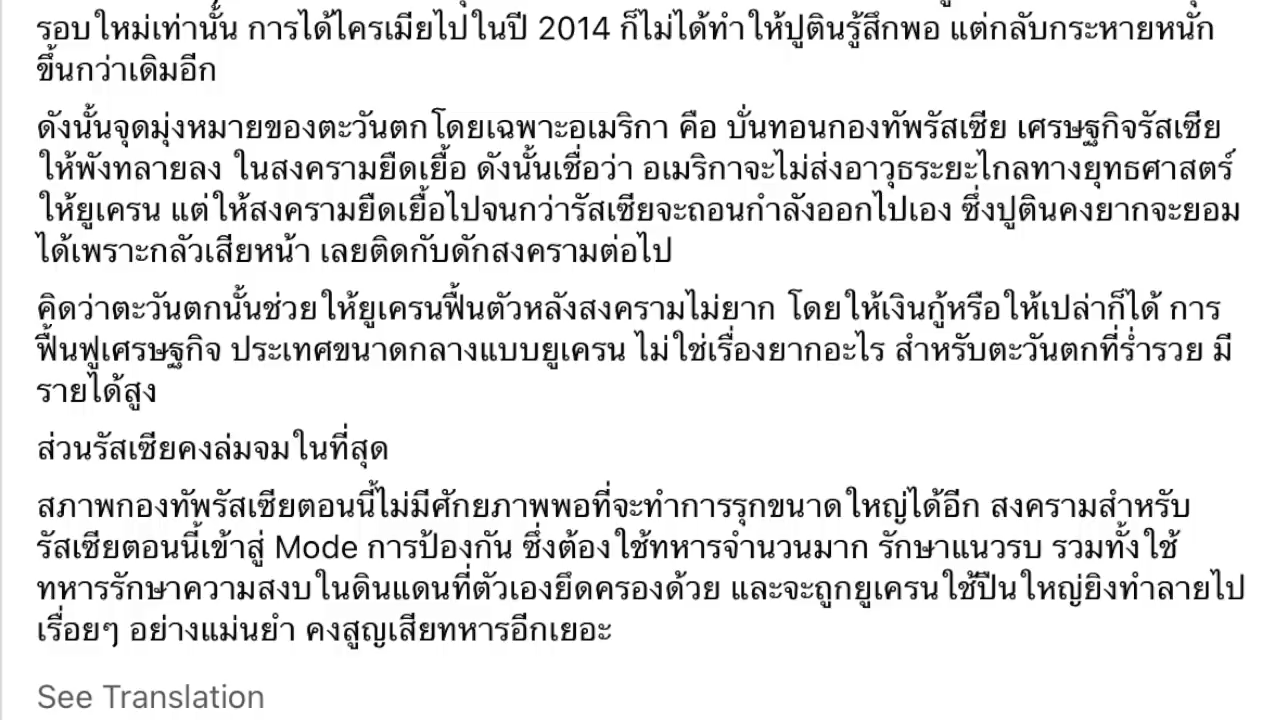 รอบใหม่เท่านั้น การได้ไครเมียไปในปี 2014 ก็ไม่ได้ทำให้ปูตินรู้สึกพอ แต่กลับกระหายหนัก
ขึ้นกว่าเดิมอีก
ดังนั้นจุดมุ่งหมายของตะวันตกโดยเฉพาะอเมริกา คือ บั่นทอนกองทัพรัสเซีย เศรษฐกิจรัสเซีย
ให้พังทลายลง ในสงครามยืดเยื้อ ดังนั้นเชื่อว่า อเมริกาจะไม่ส่งอาวุธระยะไกลทางยุทธศาสตร์
ให้ยูเครน แต่ให้สงครามยืดเยื้อไปจนกว่ารัสเซียจะถอนกำลังออกไปเอง ซึ่งปูตินคงยากจะยอม
ได้เพราะกลัวเสียหน้า เลยติดกับดักสงครามต่อไป
คิดว่าตะวันตกนั้นช่วยให้ยูเครนฟื้นตัวหลังสงครามไม่ยาก โดยให้เงินกู้หรือให้เปล่าก็ได้ การ
ฟื้นฟูเศรษฐกิจ ประเทศขนาดกลางแบบยูเครน ไม่ใช่เรื่องยากอะไร สำหรับตะวันตกที่ร่ำรวย มี
รายได้สูง
ส่วนรัสเซียคงล่มจมในที่สุด
สภาพกองทัพรัสเซียตอนนี้ไม่มีศักยภาพพอที่จะทำการรุกขนาดใหญ่ได้อีก สงครามสำหรับ
รัสเซียตอนนี้เข้าสู่ Mode การป้องกัน ซึ่งต้องใช้ทหารจำนวนมาก รักษาแนวรบ รวมทั้งใช้
ทหารรักษาความสงบในดินแดนที่ตัวเองยึดครองด้วย และจะถูกยูเครนใช้ปืนใหญ่ยิงทำลายไป
เรื่อยๆ อย่างแม่นยำ คงสูญเสียทหารอีกเยอะ
See Translation